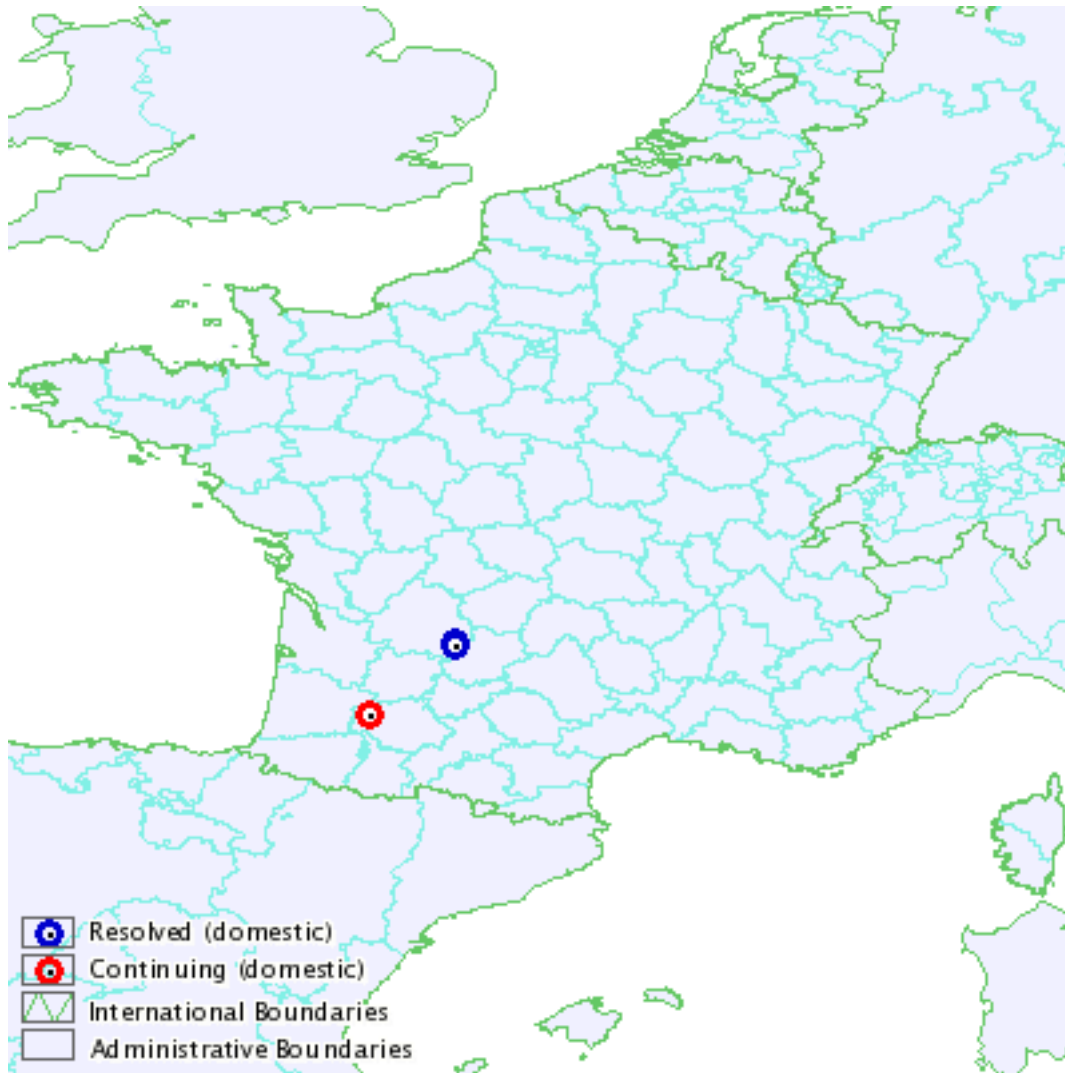 Resolved (domestic)
Continuing (domestic)
International Boundaries
Administrative Boundaries